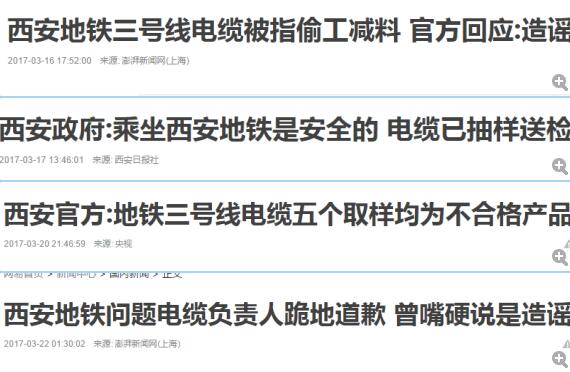 西安地铁三号线电缆被指偷工减料 官方回应:造谣
2017-03-16 17:52:00 来源: 澎湃新闻网(上海)
西安政府:乘坐西安地铁是安全的 电缆已抽样送检
2017-03-17 13:46:01 来源: 西安日报社
西安官方:地铁三号线电缆五个取样均为不合格产品
2017-03-20 21:46:59 来源: 央视
网易首页 > 新闻中心 > 国内新闻 > 正文
西安地铁问题电缆负责人跪地道歉 曾嘴硬说是造谣
2017-03-22 01:30:02 来源: 澎湃新闻网(上海)